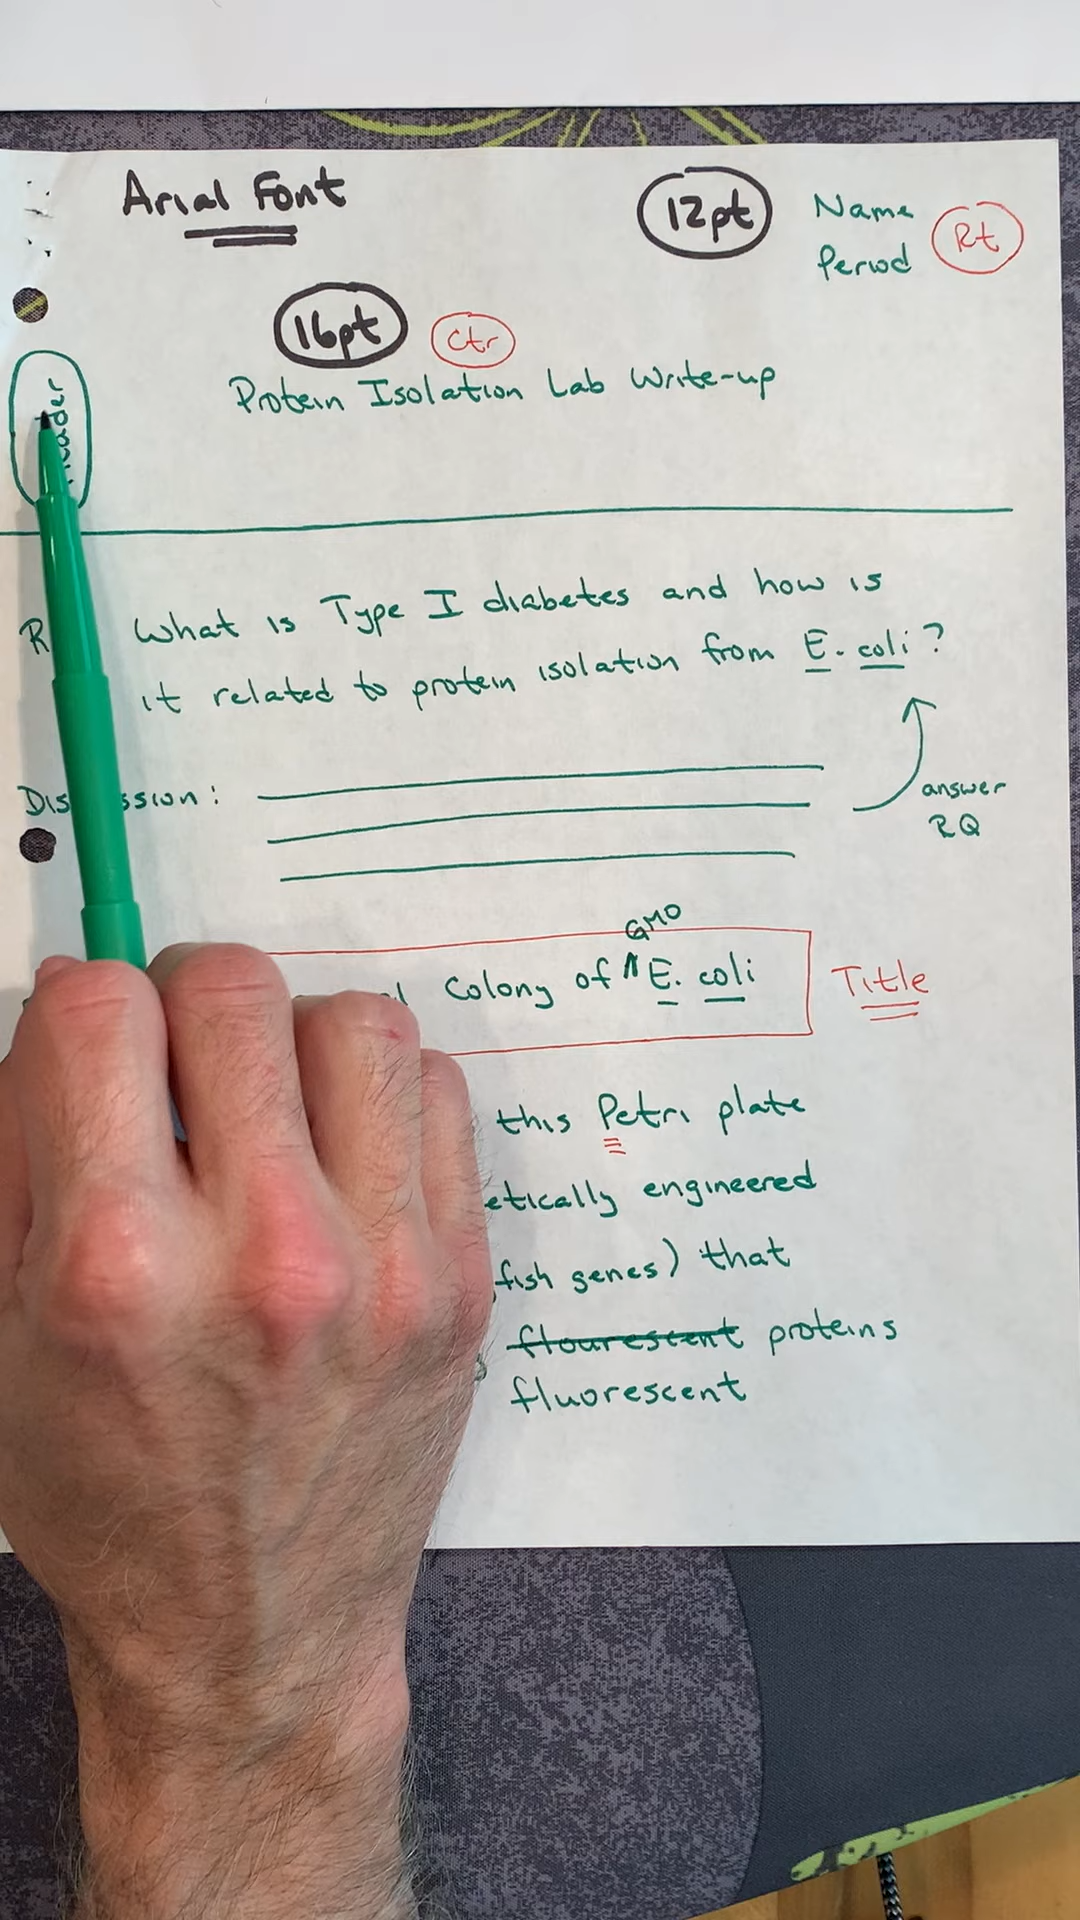 Arial Font
12pt
Name
Period
Rt
16pt
Ctr
Protein Isolation Lab Write-up
What is Type I diabetes and how is
it related to protein isolation from E. coli?
answer
RQ
GMO
Colony of E. coli
Title
this Petri plate
engineered
fish genes) that
flourescent proteins
fluorescent